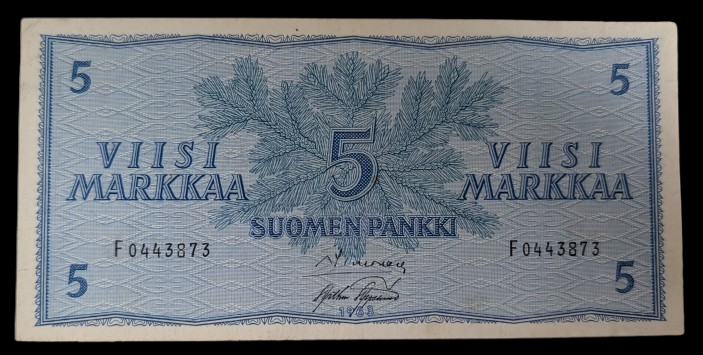 5 5
VIISI 5 VIISI
MARKKAA MARKKAA
SUOMEN PANKKI
F0443873 F0443873
5 5
1963